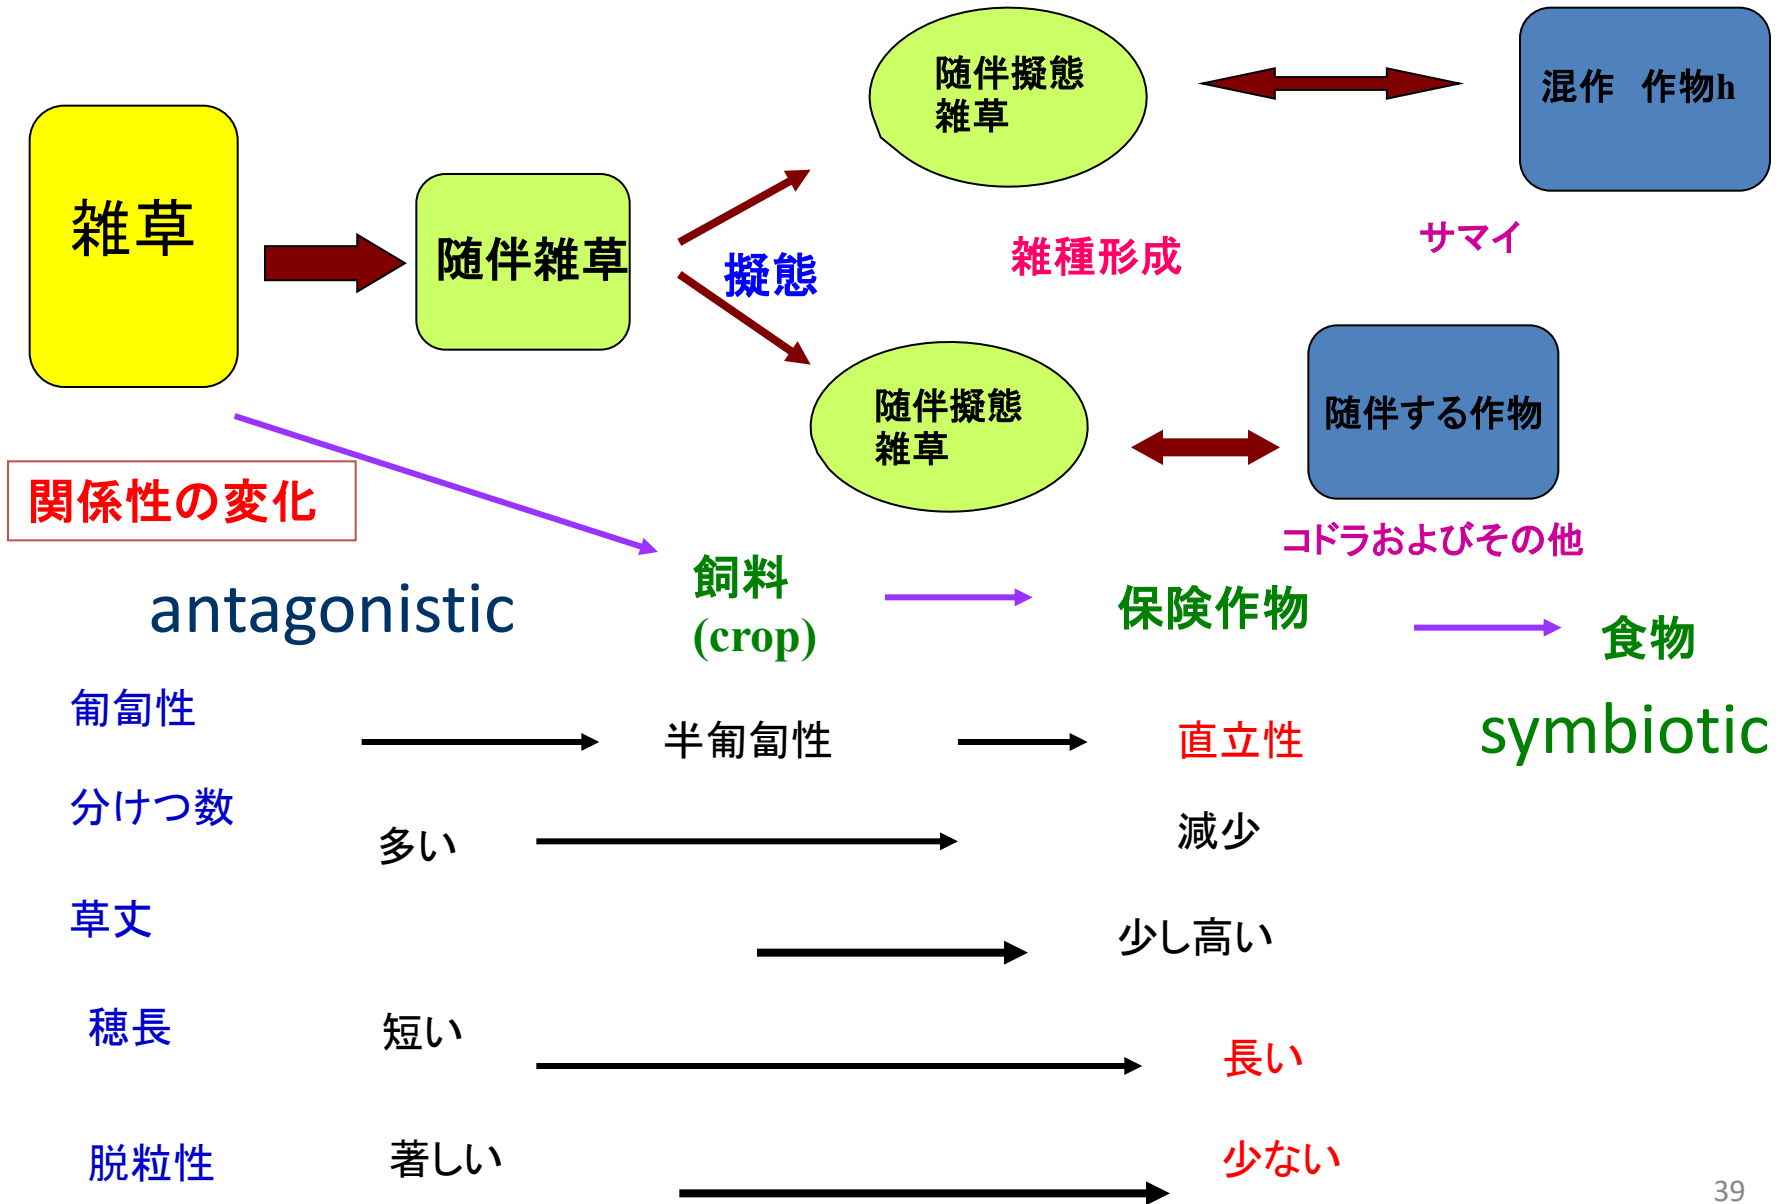 随伴擬態
雑草
混作　作物h
雑草
随伴雑草
擬態
雑種形成
サマイ
随伴擬態
雑草
随伴する作物
関係性の変化
コドラおよびその他
antagonistic
飼料
(crop)
保険作物
食物
匍匐性
半匍匐性
直立性
symbiotic
分けつ数
多い
減少
草丈
少し高い
穂長
短い
長い
脱粒性
著しい
少ない
39